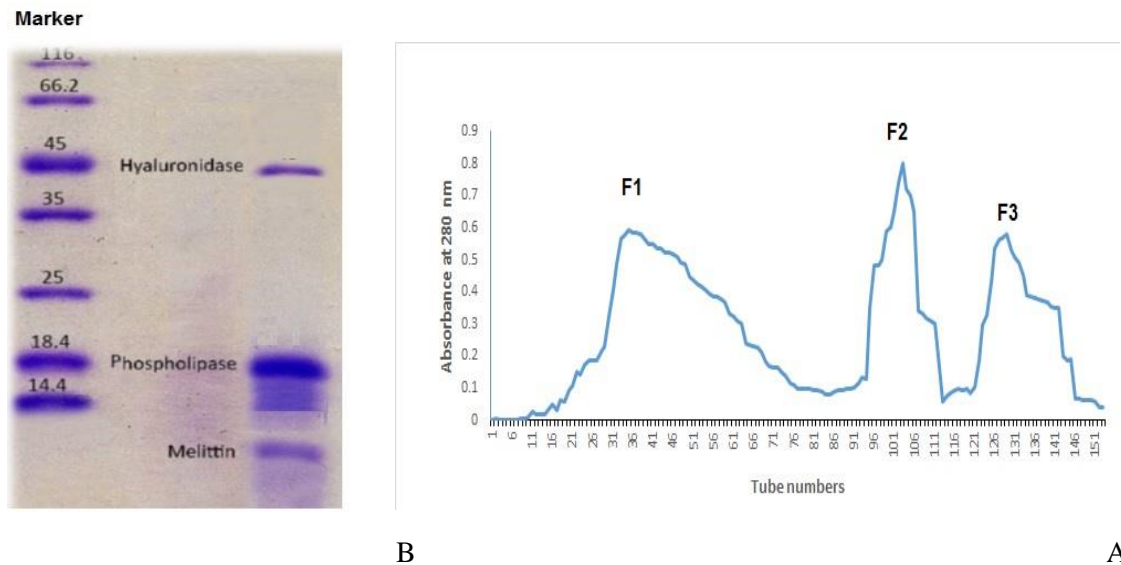 Marker
116
66.2
45
Hyaluronidase
35
25
18.4
Phospholipase
14.4
Melittin
F1
F2
F3
Absorbance at 280 nm
0.9
0.8
0.7
0.6
0.5
0.4
0.3
0.2
0.1
0
1 6 11 16 21 26 31 36 41 46 51 56 61 66 71 76 81 86 91 96 101 106 111 116 121 126 131 136 141 146 151
Tube numbers
B A